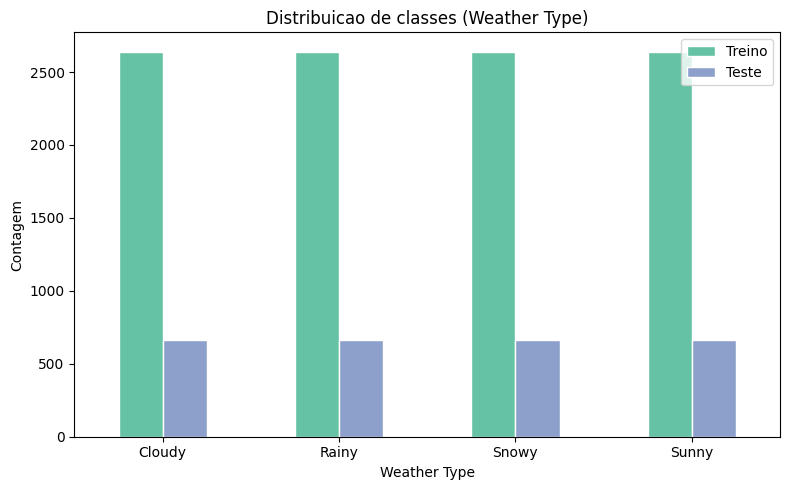 Distribuicao de classes (Weather Type)
Treino
Teste
2500
2000
1500
1000
500
0
Contagem
Cloudy
Rainy
Snowy
Sunny
Weather Type